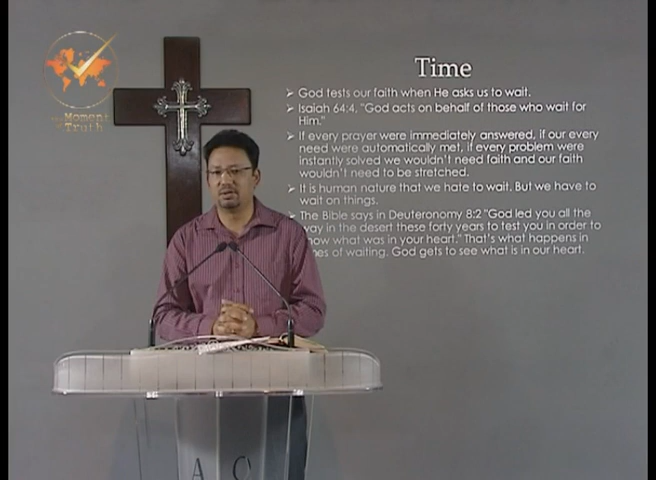 Moment
Truth
Time
God tests our faith when He asks us to wait.
Isaiah 64:4, "God acts on behalf of those who wait for
Him."
If every prayer were immediately answered, if our every
need were automatically met, if every problem were
instantly solved we wouldn't need faith and our faith
wouldn't need to be stretched.
It is human nature that we hate to wait. But we have to
wait on things.
The Bible says in Deuteronomy 8:2 "God led you all the
way in the desert these forty years to test you in order to
now what was in your heart." That's what happens in
mes of waiting. God gets to see what is in our heart.
A O